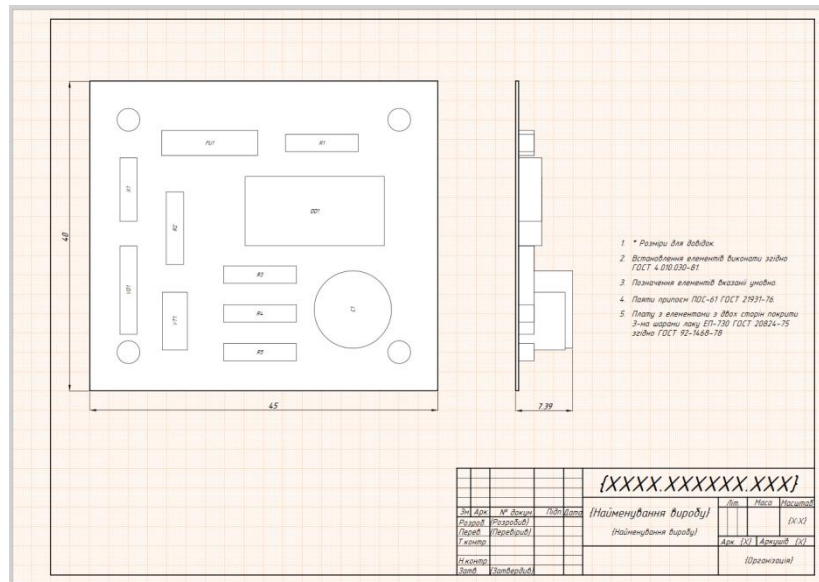 FU1
R1
X1
R2
DD1
40
VD1
R3
C1
R4
VT1
R5
45
7.39
1. * Розміри для довідок.
2. Встановлення елементів виконати згідно
ГОСТ 4.010.030-81.
3. Позначення елементів вказані умовно.
4. Паяти припоєм ПОС-61 ГОСТ 21931-76.
5. Плату з елементами з двох сторін покрити
3-ма шарами лаку ЕП-730 ГОСТ 20824-75
згідно ГОСТ 92-1468-78
{XXXX.XXXXXX.XXX}
Зм. Арк. № докум. Підп. Дата
Розроб. {Розробив}
Перев. {Перевірив}
Т.контр.
Н.контр.
Затв. {Затвердив}
{Найменування виробу}
{Найменування виробу}
Літ. Маса Масштаб
{X:X}
Арк. {X} Аркушів {X}
{Організація}